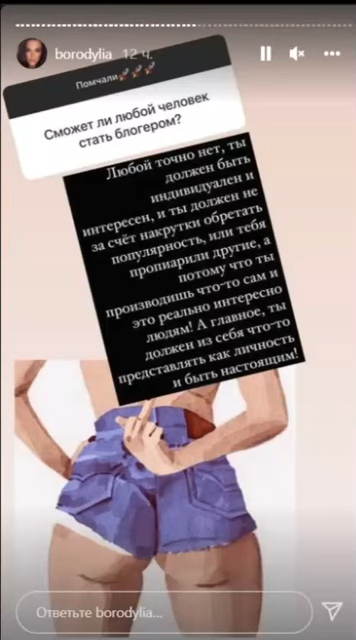 borodylia 12 ч.
Помчали🚀🚀🚀
Сможет ли любой человек
стать блогером?
Любой точно нет, ты
должен быть
индивидуален и
интересен, и ты должен не
за счёт накрутки обретать
популярность, или тебя
пропиарили другие, а
потому что ты
производишь что-то сам и
это реально интересно
людям! А главное, ты
должен из себя что-то
представлять как личность
и быть настоящим!
Ответьте borodylia...